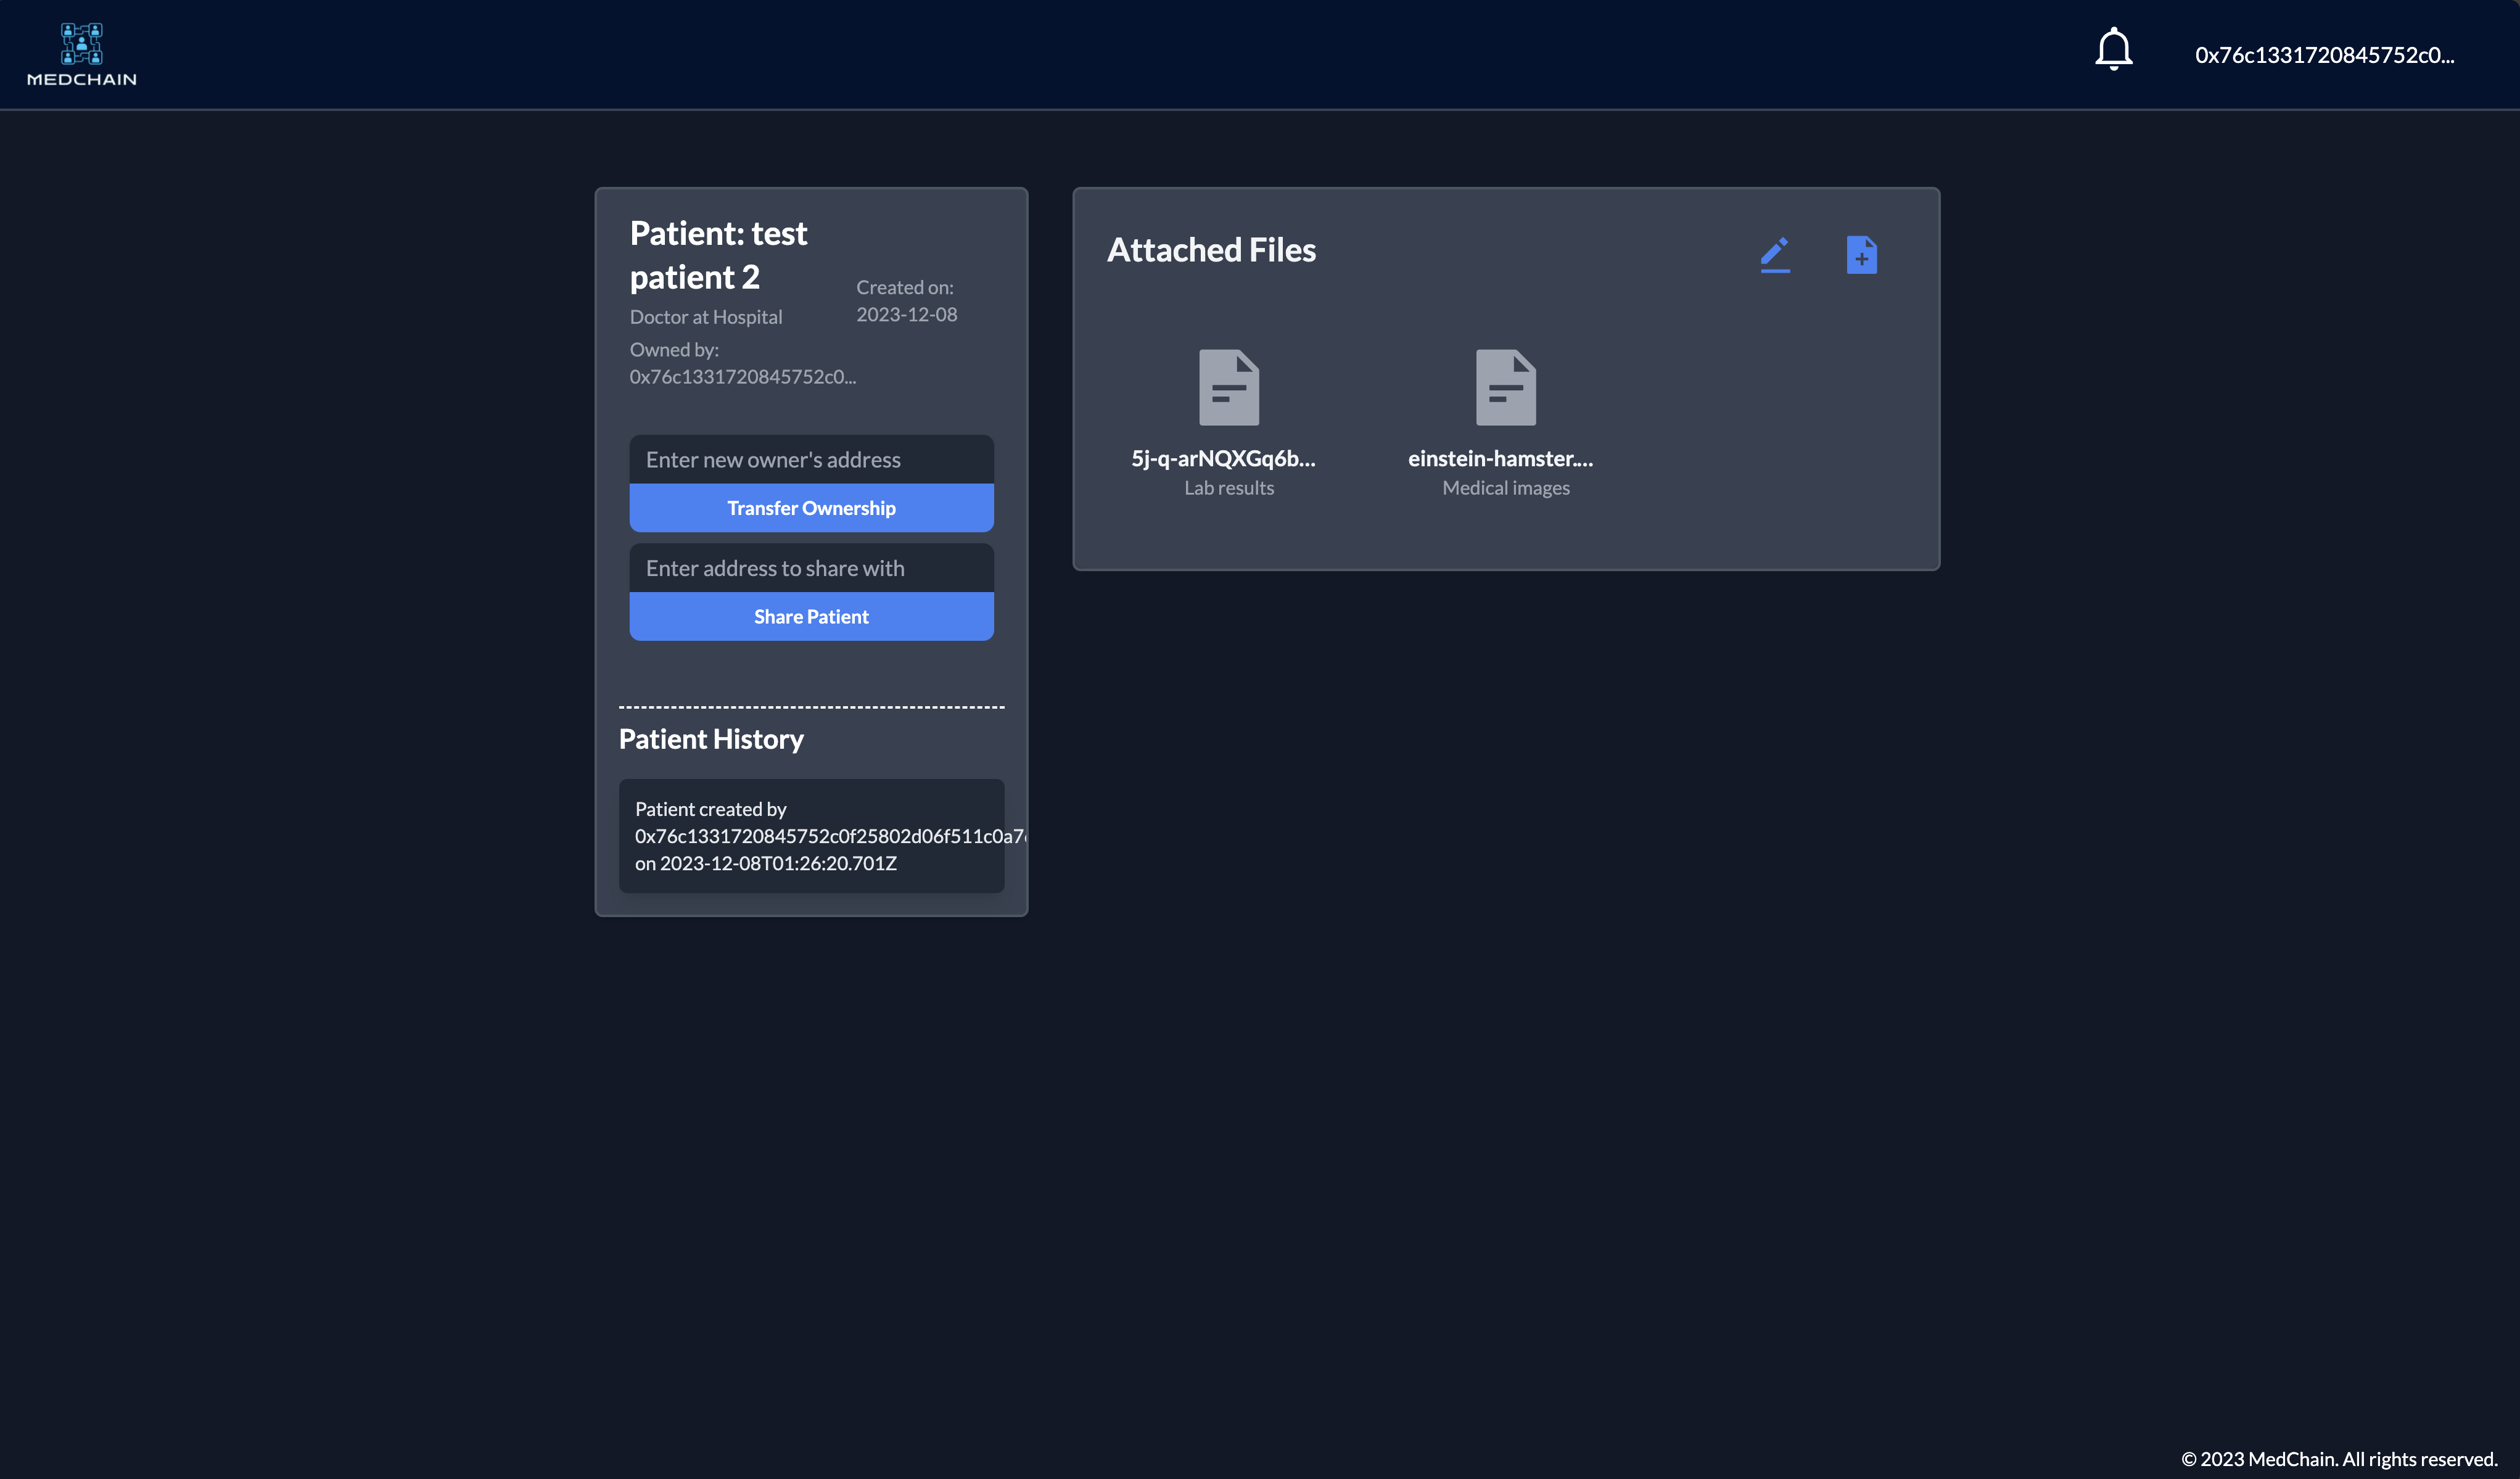 MEDCHAIN
0x76c1331720845752c0...
Patient: test
patient 2
Doctor at Hospital
Owned by:
0x76c1331720845752c0...
Created on:
2023-12-08
Enter new owner's address
Transfer Ownership
Enter address to share with
Share Patient
Patient History
Patient created by
0x76c1331720845752c0f25802d06f511c0a7
on 2023-12-08T01:26:20.701Z
Attached Files
5j-q-arNQXGq6b...
Lab results
einstein-hamster....
Medical images
© 2023 MedChain. All rights reserved.